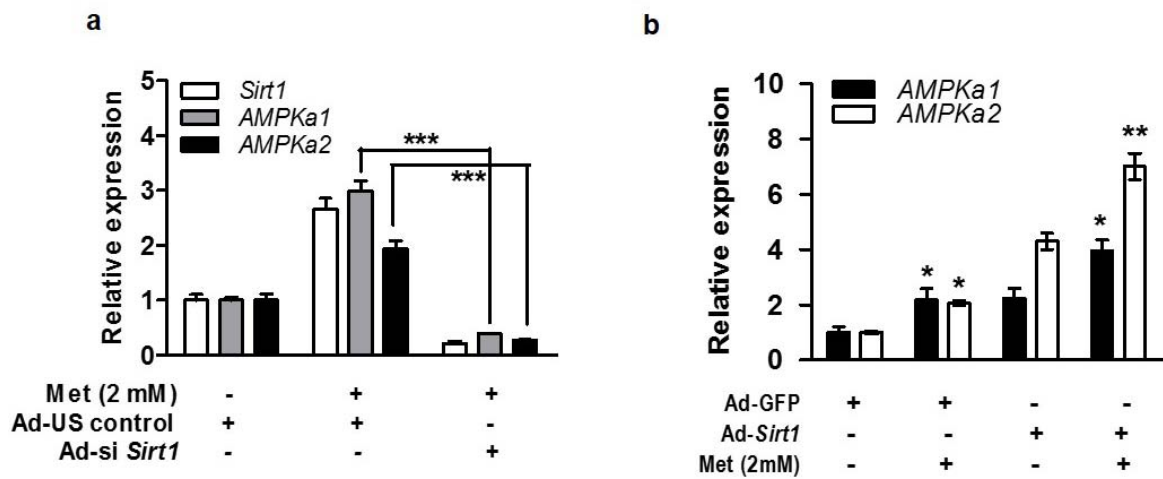 a
5
4
3
2
1
0
Relative expression
Sirt1
AMPKa1
AMPKa2
***
***
Met (2 mM) - + +
Ad-US control + + -
Ad-si Sirt1 - - +
b
10
8
6
4
2
0
Relative expression
AMPKa1
AMPKa2
* * * **
Ad-GFP + + - -
Ad-Sirt1 - - + +
Met (2mM) - + - +